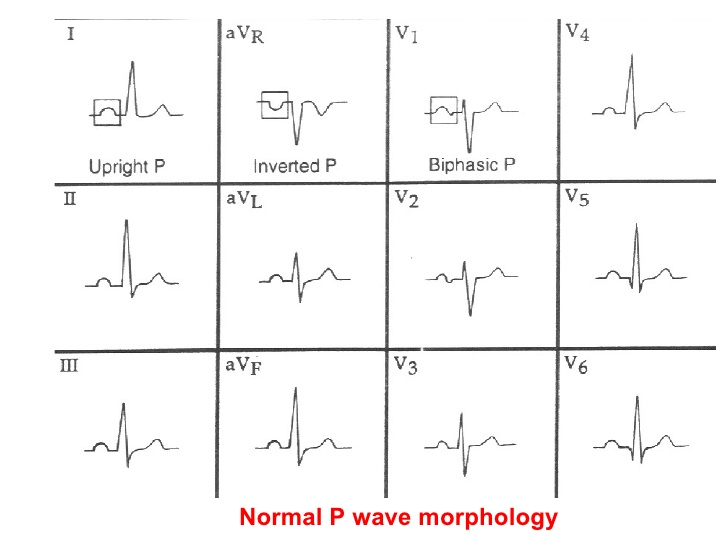 I aVR V1 V4
Upright P Inverted P Biphasic P
II aVL V2 V5
III aVF V3 V6
Normal P wave morphology